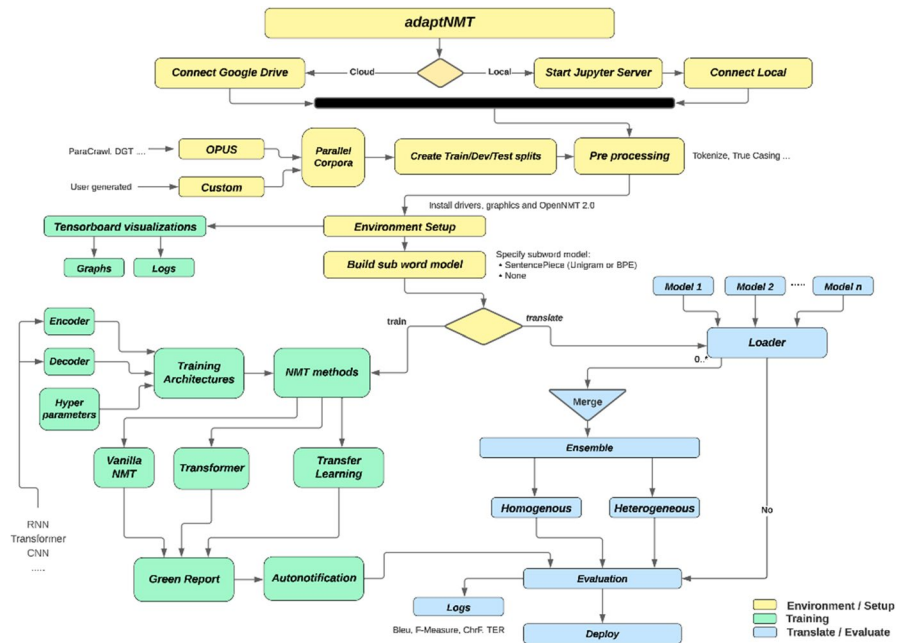 adaptNMT
Connect Google Drive
Cloud
Local
Start Jupyter Server
Connect Local
ParaCrawl. DGT ....
OPUS
Parallel
Corpora
Create Train/Dev/Test splits
Pre processing
Tokenize, True Casing ...
User generated
Custom
Install drivers, graphics and OpenNMT 2.0
Tensorboard visualizations
Environment Setup
Graphs
Logs
Build sub word model
Specify subword model:
• SentencePiece (Unigram or BPE)
• None
Model 1
Model 2
.....
Model n
Encoder
train
translate
Loader
Decoder
Training
Architectures
NMT methods
0..*
Hyper
parameters
Merge
Ensemble
Vanilla
NMT
Transformer
Transfer
Learning
Homogenous
Heterogeneous
No
RNN
Transformer
CNN
.....
Green Report
Autonotification
Evaluation
Logs
Bleu, F-Measure, ChrF. TER
Deploy
Environment / Setup
Training
Translate / Evaluate